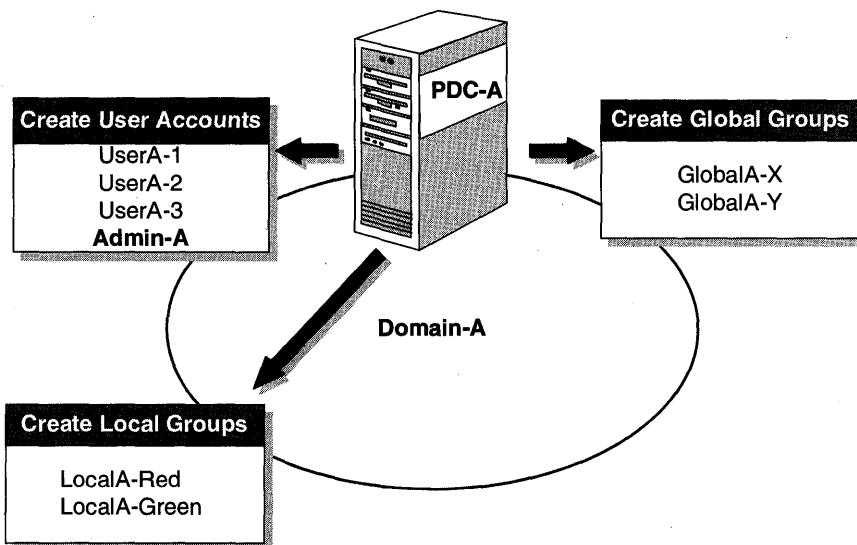 PDC-A
Create User Accounts
UserA-1
UserA-2
UserA-3
Admin-A
Create Global Groups
GlobalA-X
GlobalA-Y
Domain-A
Create Local Groups
LocalA-Red
LocalA-Green